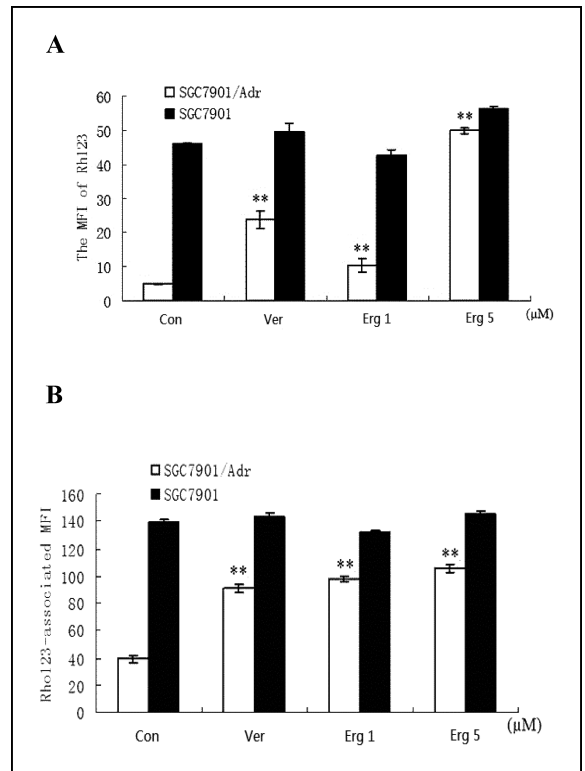 A
SGC7901/Adr
SGC7901
The MFI of Rh123
60
50
40
30
20
10
0
**
**
**
Con Ver Erg 1 Erg 5 (μM)
B
SGC7901/Adr
SGC7901
Rho123-associated MFI
160
140
120
100
80
60
40
20
0
**
**
**
Con Ver Erg 1 Erg 5 (μM)